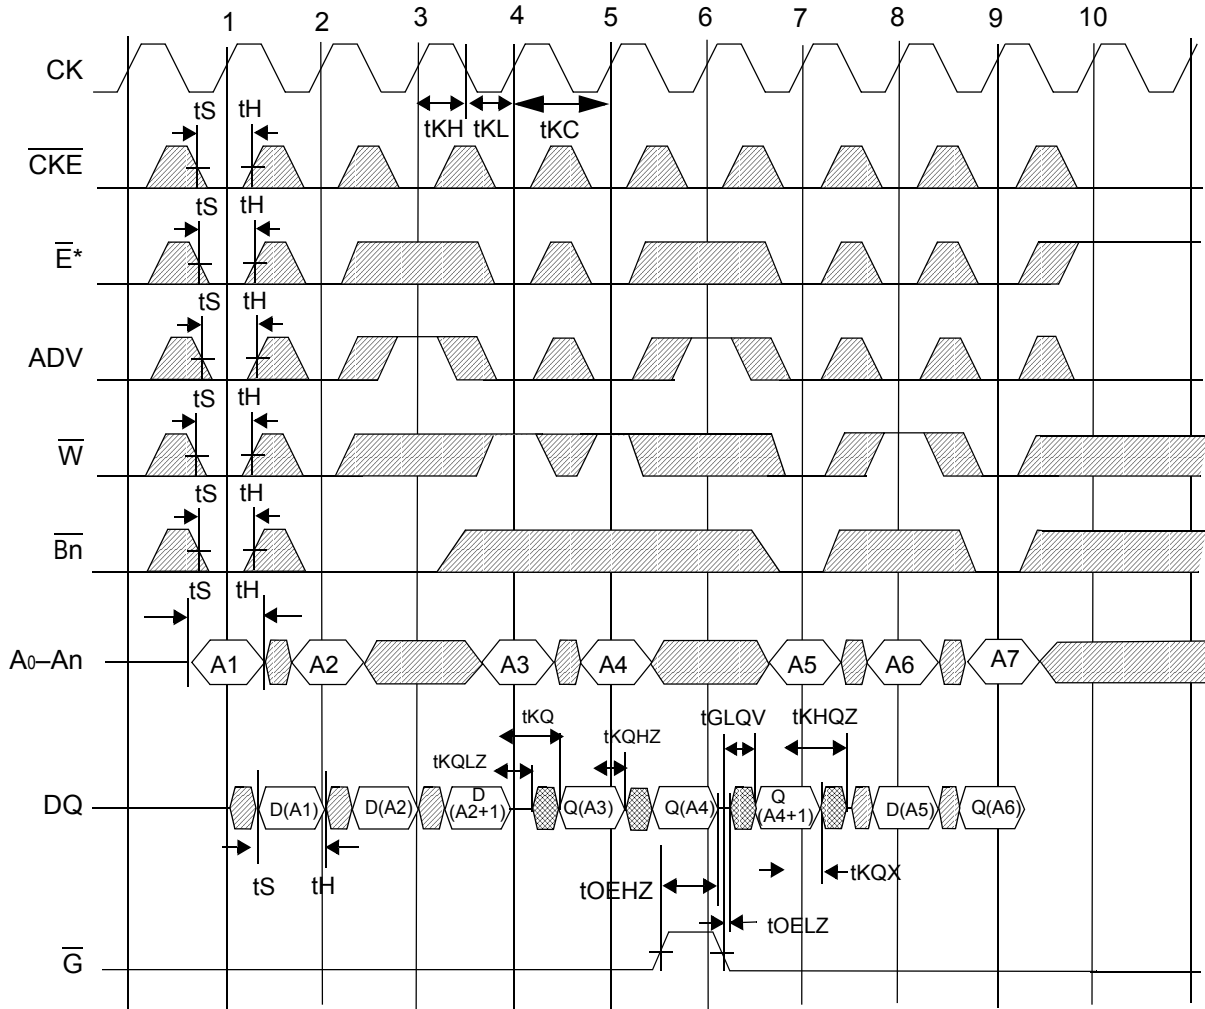 1 2 3 4 5 6 7 8 9 10
CK
tS tH tKH tKL tKC
CKE
tS tH
E*
tS tH
ADV
tS tH
W
tS tH
Bn
tS tH
A0–An A1 A2 A3 A4 A5 A6 A7
tKQ tGLQV tKHQZ
tKQLZ tKQHZ
DQ D(A1) D(A2) D (A2+1) Q(A3) Q(A4) Q (A4+1) D(A5) Q(A6)
tS tH tOEHZ tKQX
tOELZ
G